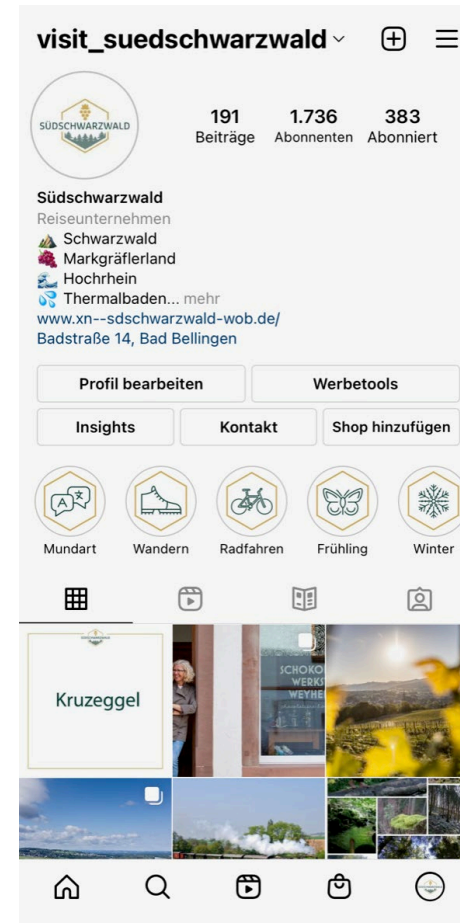 visit_suedschwarzwald
SÜDSCHWARZWALD
191 1.736 383
Beiträge Abonnenten Abonniert
Südschwarzwald
Reiseunternehmen
Schwarzwald
Markgräflerland
Hochrhein
Thermalbaden... mehr
www.xn--sdschwarzwald-wob.de/
Badstraße 14, Bad Bellingen
Profil bearbeiten Werbetools
Insights Kontakt Shop hinzufügen
A 文
Mundart Wandern Radfahren Frühling Winter
Kruzeggel
SCHOKO
WERKS
WEYHE